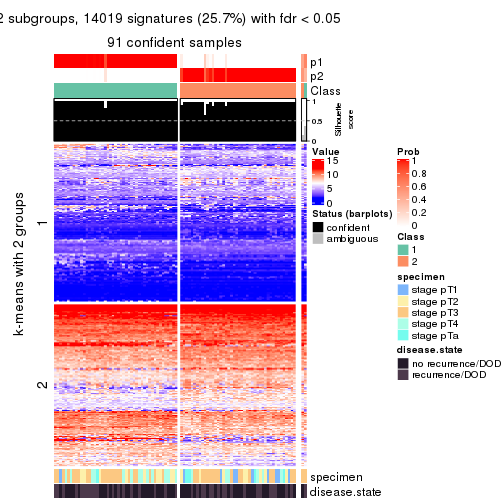 2 subgroups, 14019 signatures (25.7%) with fdr < 0.05
91 confident samples
p1
p2
Class
1
0.5
0
Silhouette
score
k-means with 2 groups
1
2
Value
15
10
5
0
Status (barplots)
confident
ambiguous
Prob
1
0.8
0.6
0.4
0.2
0
Class
1
2
specimen
stage pT1
stage pT2
stage pT3
stage pT4
stage pTa
disease.state
no recurrence/DOD
recurrence/DOD
specimen
disease.state